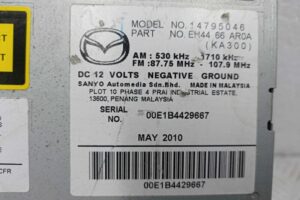 MODEL NO. 14795046
PART NO. EH44 66 AR0A
(KA300)
AM : 530 kHz 1710 kHz
FM : 87.75 MHz - 107.9 MHz
DC 12 VOLTS NEGATIVE GROUND
SANYO Automedia Sdn.Bhd. MADE IN MALAYSIA
PLOT 10 PHASE 4 PRAI INDUSTRIAL ESTATE,
13600, PENANG MALAYSIA
SERIAL
NO.
00E1B4429667
MAY 2010
00E1B4429667
CFR